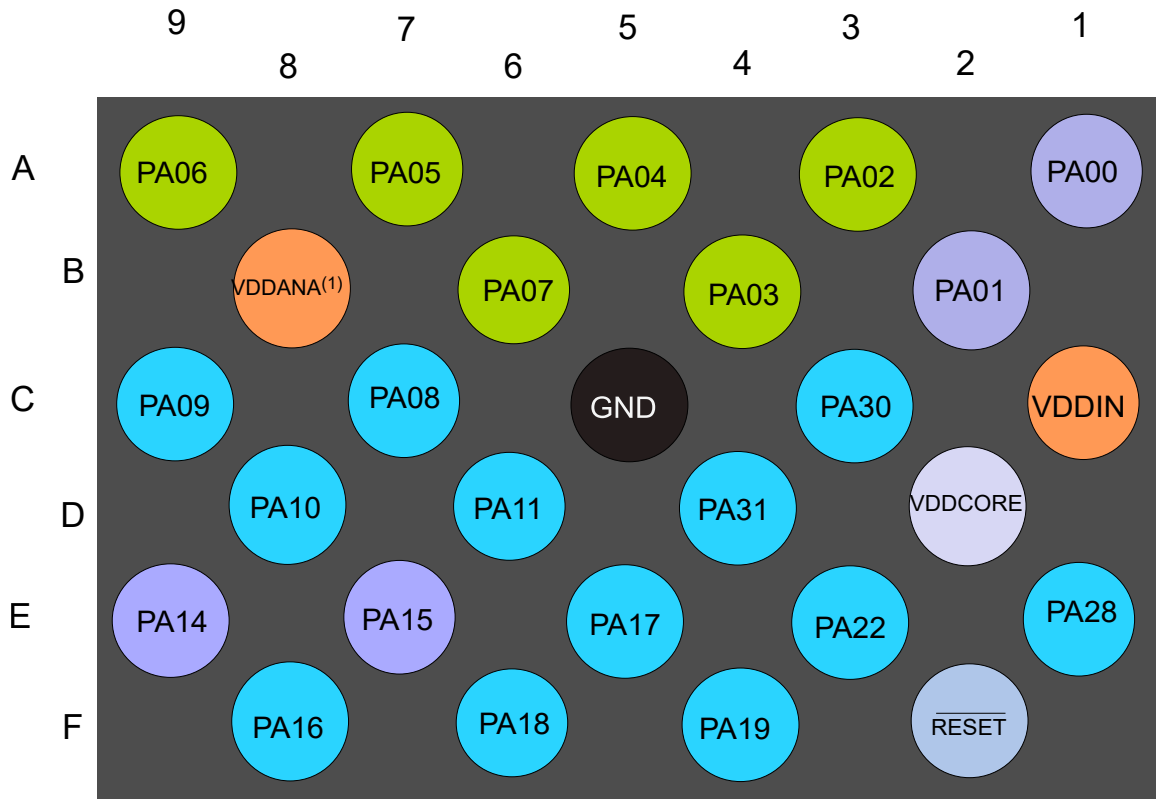 9 7 5 3 1
8 6 4 2
A PA06 PA05 PA04 PA02 PA00
B VDDANA(1) PA07 PA03 PA01
C PA09 PA08 GND PA30 VDDIN
D PA10 PA11 PA31 VDDCORE
E PA14 PA15 PA17 PA22 PA28
F PA16 PA18 PA19 RESET